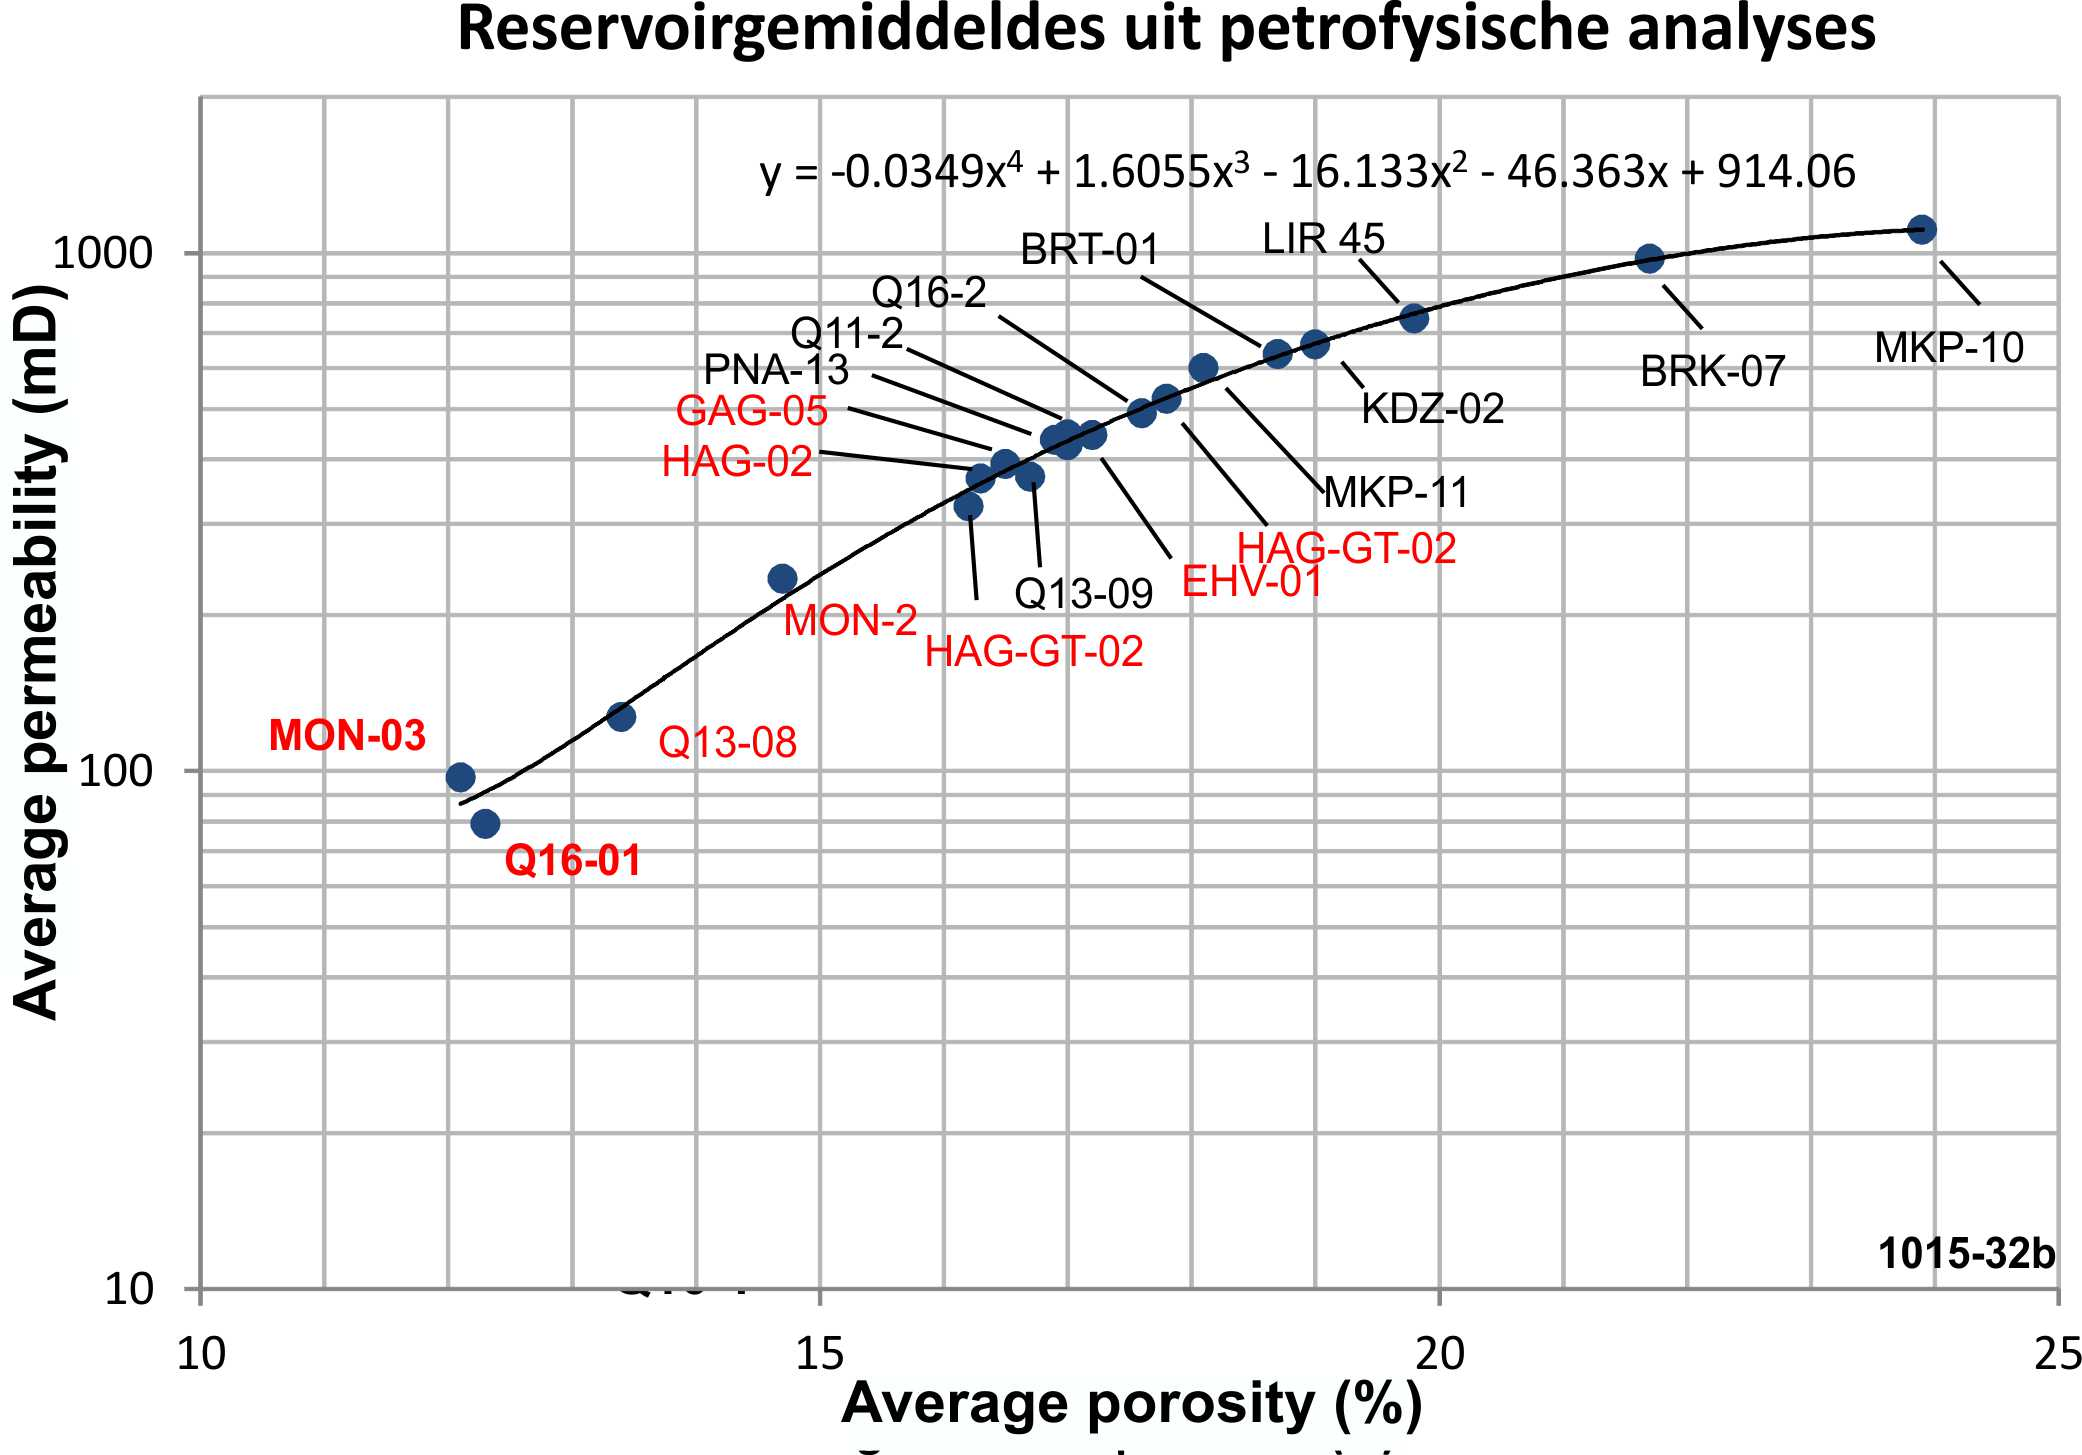 Reservoirgemiddeldes uit petrofysische analyses
y = -0.0349x⁴ + 1.6055x³ - 16.133x² - 46.363x + 914.06
Average permeability (mD)
1000
100
10
BRT-01
LIR 45
Q16-2
Q11-2
PNA-13
GAG-05
HAG-02
MKP-10
BRK-07
KDZ-02
MKP-11
HAG-GT-02
EHV-01
Q13-09
MON-2
HAG-GT-02
MON-03
Q13-08
Q16-01
1015-32b
10
15
20
25
Average porosity (%)